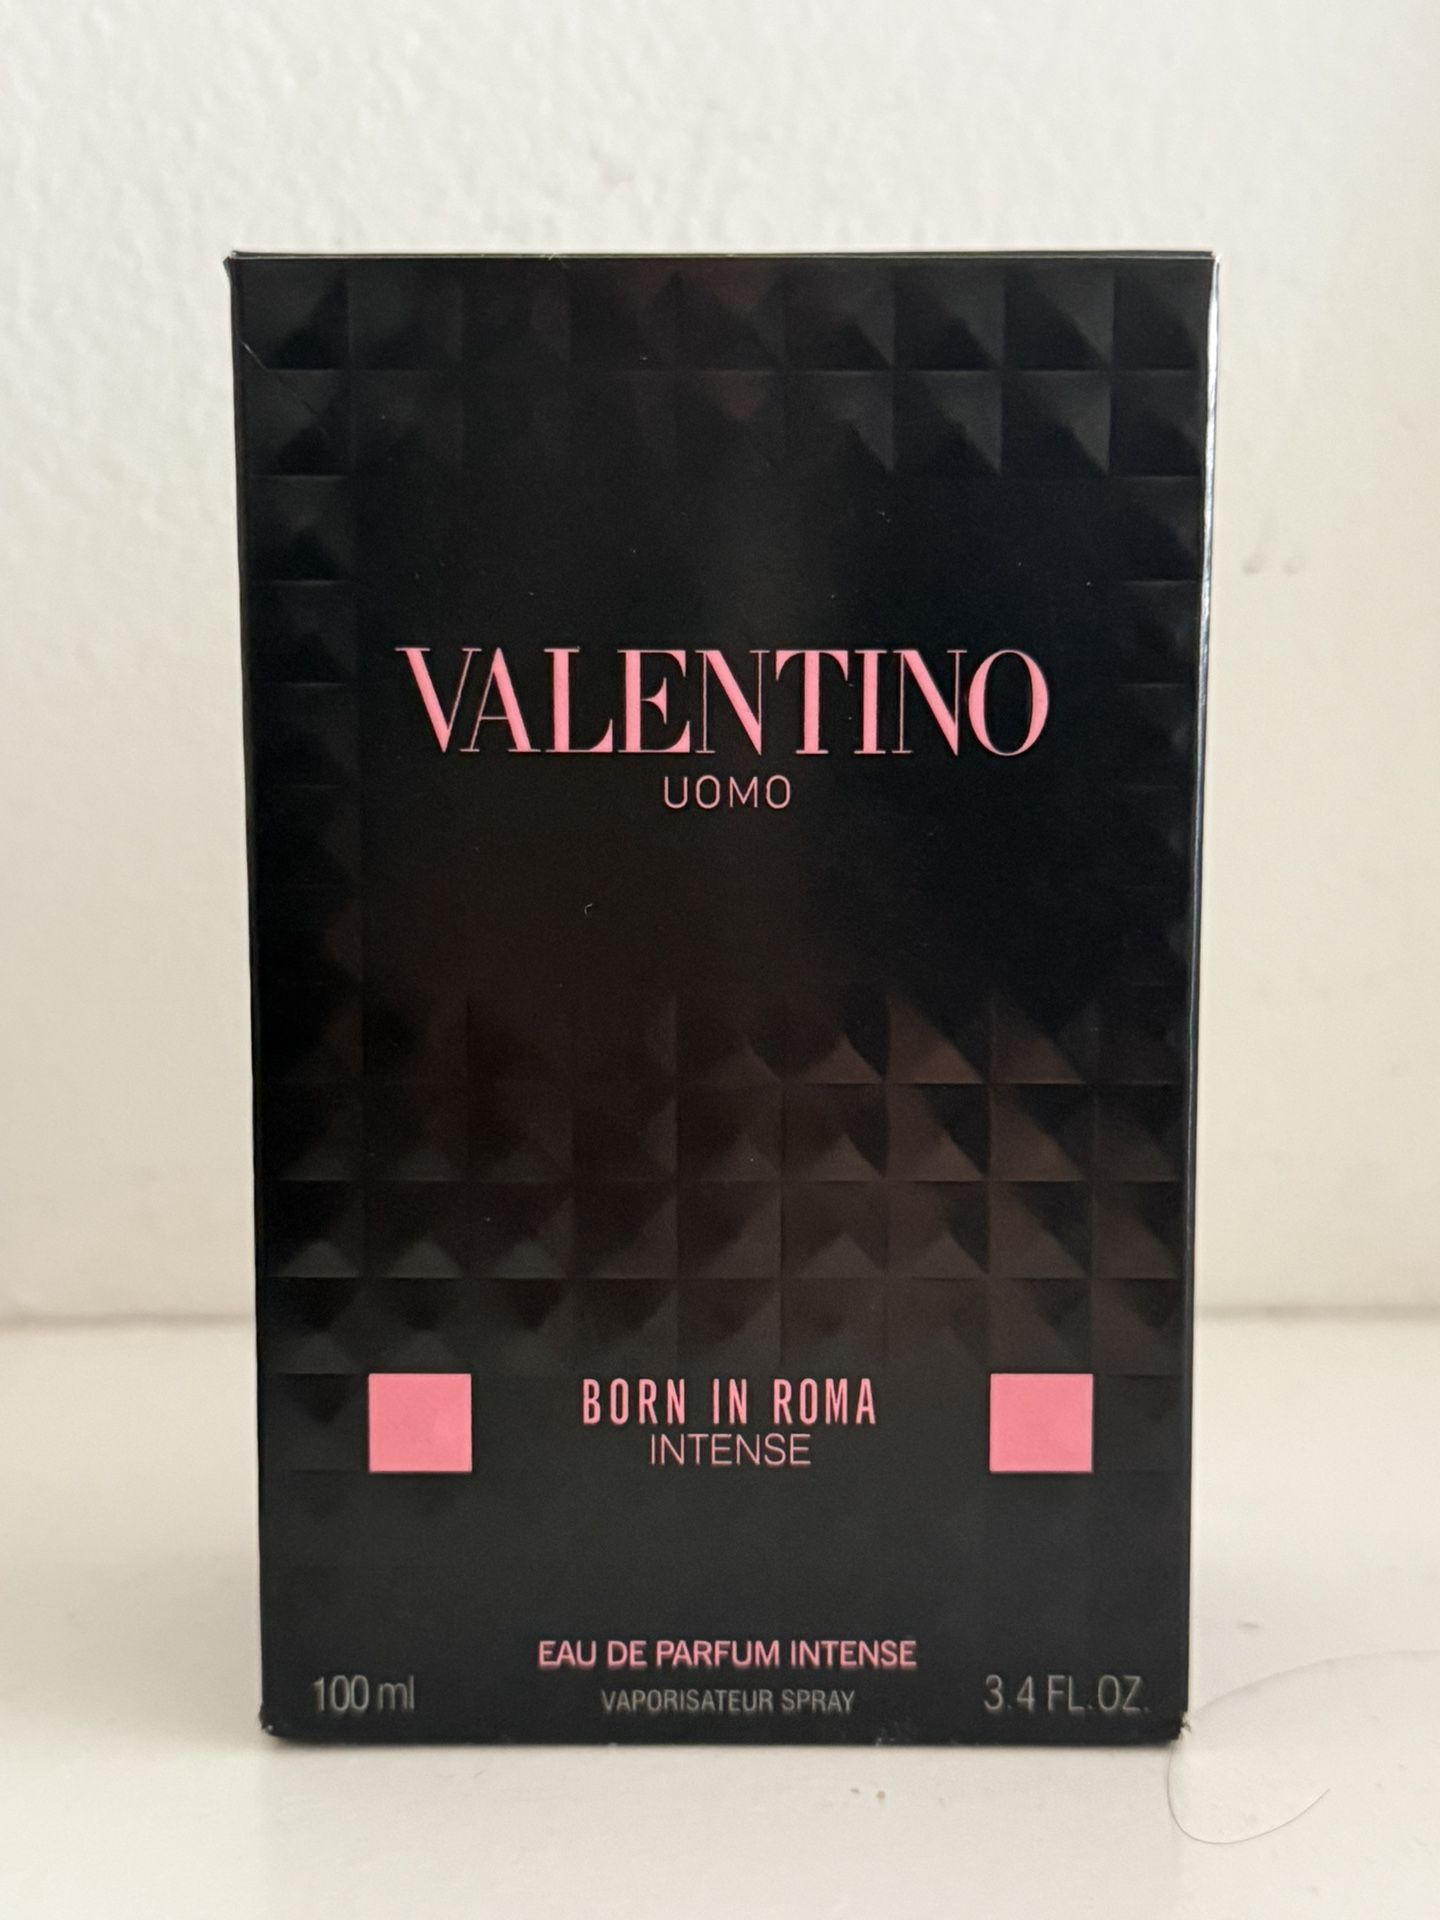 VALENTINO
UOMO
BORN IN ROMA
INTENSE
EAU DE PARFUM INTENSE
100 ml VAPORISATEUR SPRAY 3.4 FL.OZ.